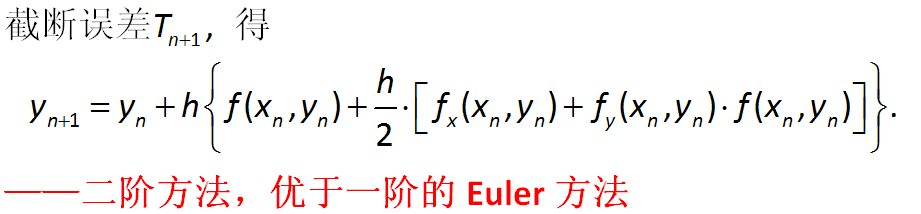 截断误差T_{n+1}，得
y_{n+1} = y_n + h{f(x_n,y_n) + \frac{h}{2}·[f_x(x_n,y_n) + f_y(x_n,y_n)·f(x_n,y_n)]}.
——二阶方法，优于一阶的 Euler 方法